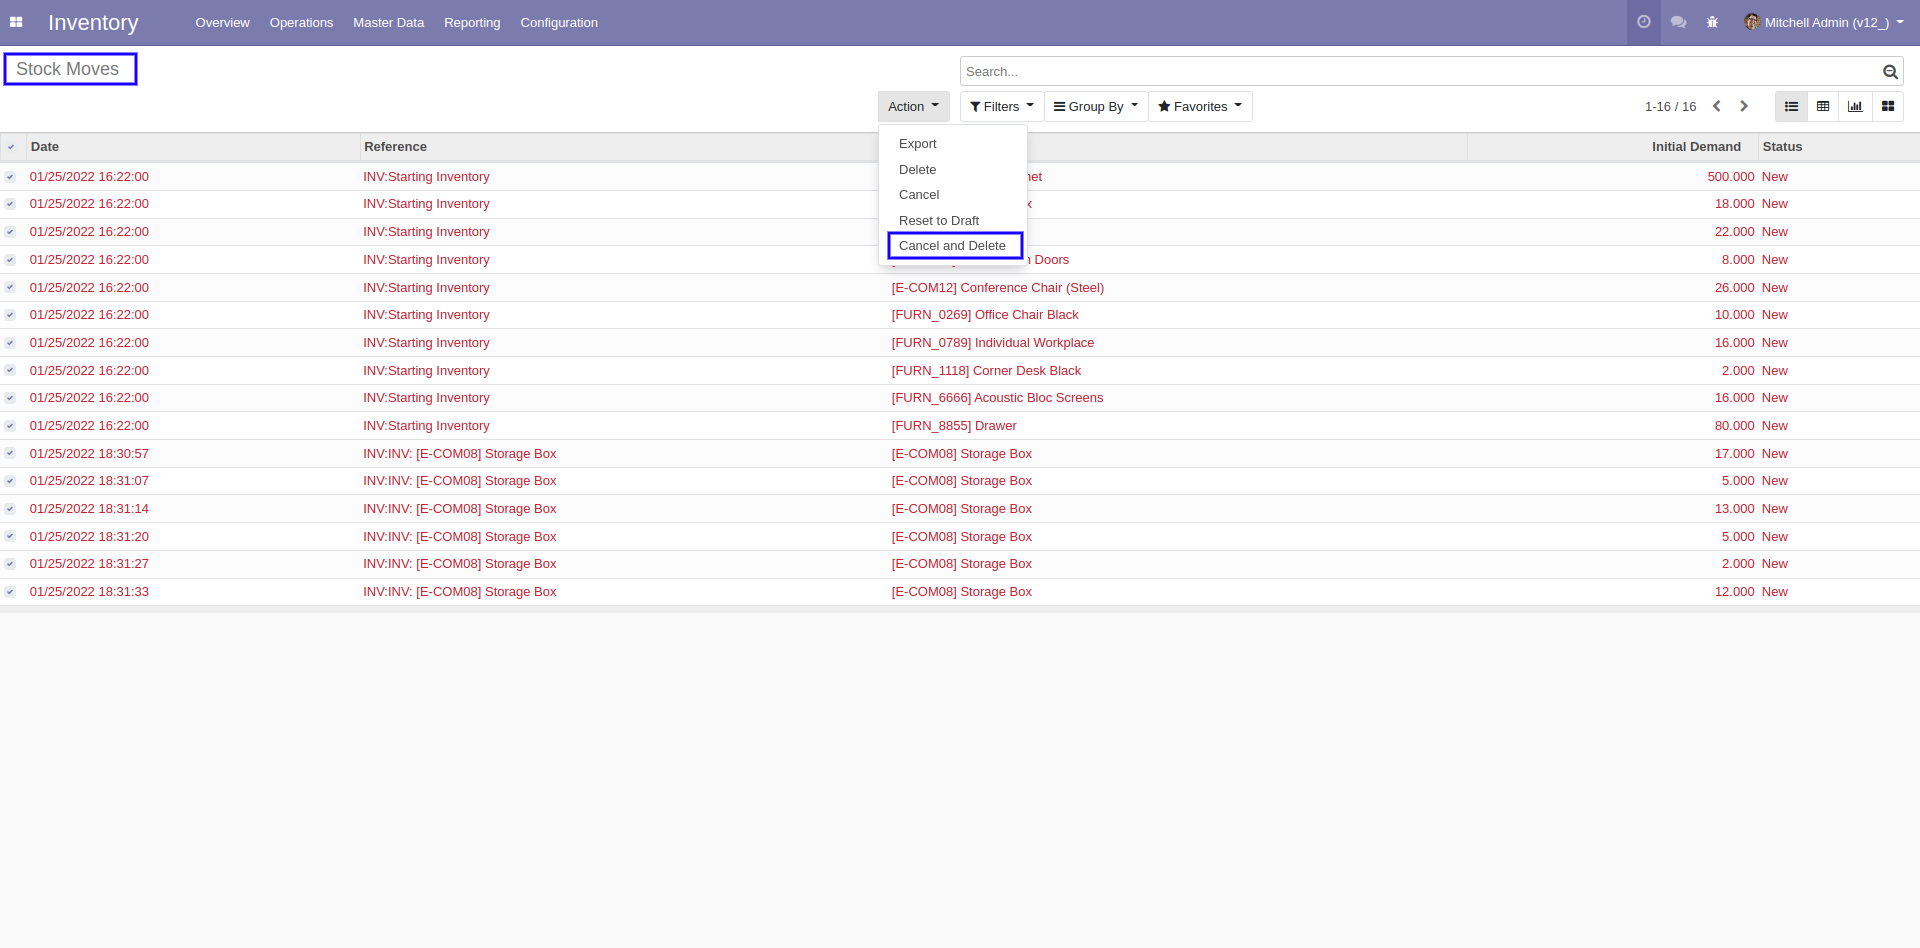 Inventory Overview Operations Master Data Reporting Configuration Mitchell Admin (v12_)
Stock Moves
Search...
Action Filters Group By Favorites 1-16 / 16
Export
Delete
Cancel
Reset to Draft
Cancel and Delete
Date Reference Initial Demand Status
01/25/2022 16:22:00 INV:Starting Inventory 500.000 New
01/25/2022 16:22:00 INV:Starting Inventory 18.000 New
01/25/2022 16:22:00 INV:Starting Inventory 22.000 New
01/25/2022 16:22:00 INV:Starting Inventory Doors 8.000 New
01/25/2022 16:22:00 INV:Starting Inventory [E-COM12] Conference Chair (Steel) 26.000 New
01/25/2022 16:22:00 INV:Starting Inventory [FURN_0269] Office Chair Black 10.000 New
01/25/2022 16:22:00 INV:Starting Inventory [FURN_0789] Individual Workplace 16.000 New
01/25/2022 16:22:00 INV:Starting Inventory [FURN_1118] Corner Desk Black 2.000 New
01/25/2022 16:22:00 INV:Starting Inventory [FURN_6666] Acoustic Bloc Screens 16.000 New
01/25/2022 16:22:00 INV:Starting Inventory [FURN_8855] Drawer 80.000 New
01/25/2022 18:30:57 INV:INV: [E-COM08] Storage Box [E-COM08] Storage Box 17.000 New
01/25/2022 18:31:07 INV:INV: [E-COM08] Storage Box [E-COM08] Storage Box 5.000 New
01/25/2022 18:31:14 INV:INV: [E-COM08] Storage Box [E-COM08] Storage Box 13.000 New
01/25/2022 18:31:20 INV:INV: [E-COM08] Storage Box [E-COM08] Storage Box 5.000 New
01/25/2022 18:31:27 INV:INV: [E-COM08] Storage Box [E-COM08] Storage Box 2.000 New
01/25/2022 18:31:33 INV:INV: [E-COM08] Storage Box [E-COM08] Storage Box 12.000 New